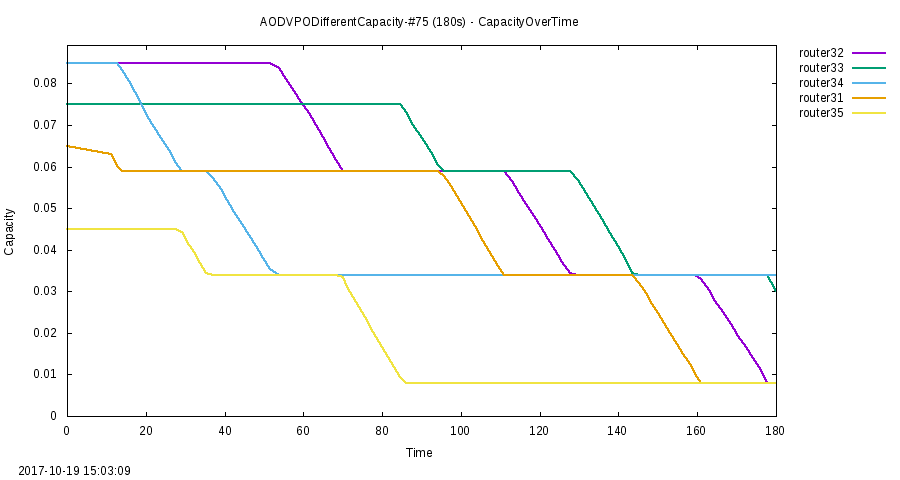 AODVPODifferentCapacity-#75 (180s) - CapacityOverTime
router32
router33
router34
router31
router35
0.08
0.07
0.06
0.05
0.04
0.03
0.02
0.01
0
Capacity
0 20 40 60 80 100 120 140 160 180
Time
2017-10-19 15:03:09